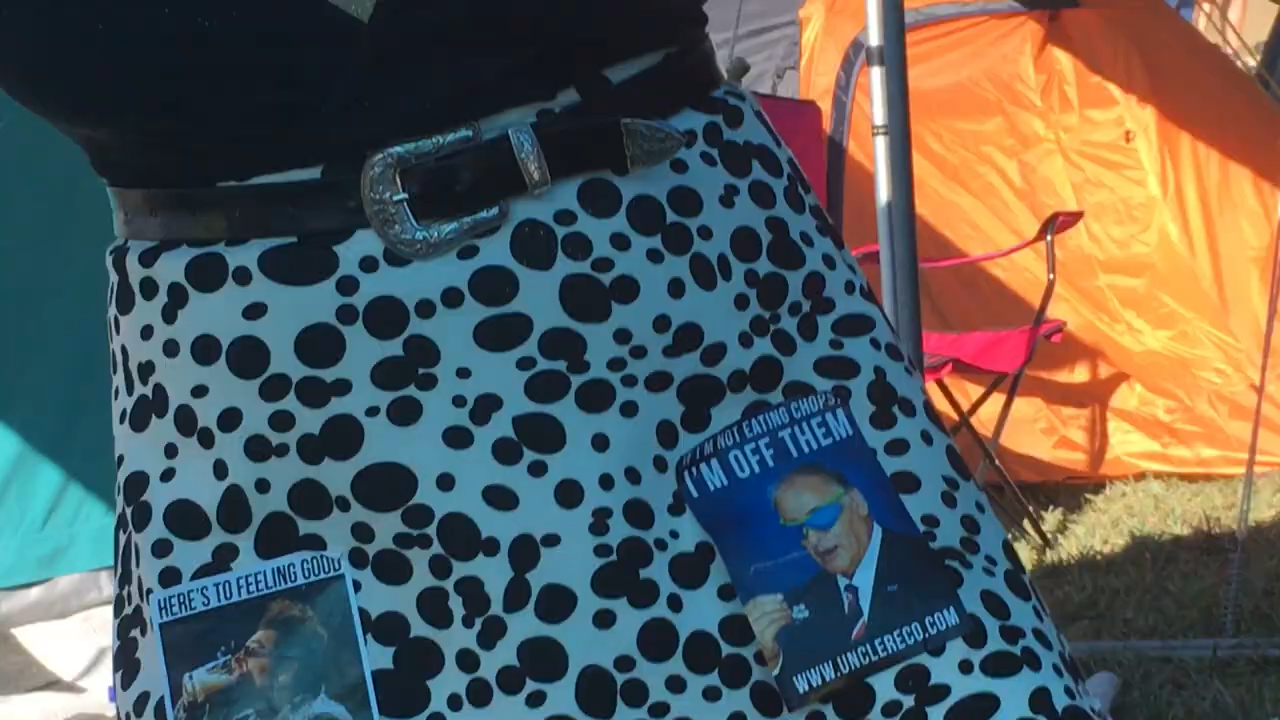 IF I'M NOT EATING CHOPS,
I'M OFF THEM
WWW.UNCLERECO.COM
HERE'S TO FEELING GOOD